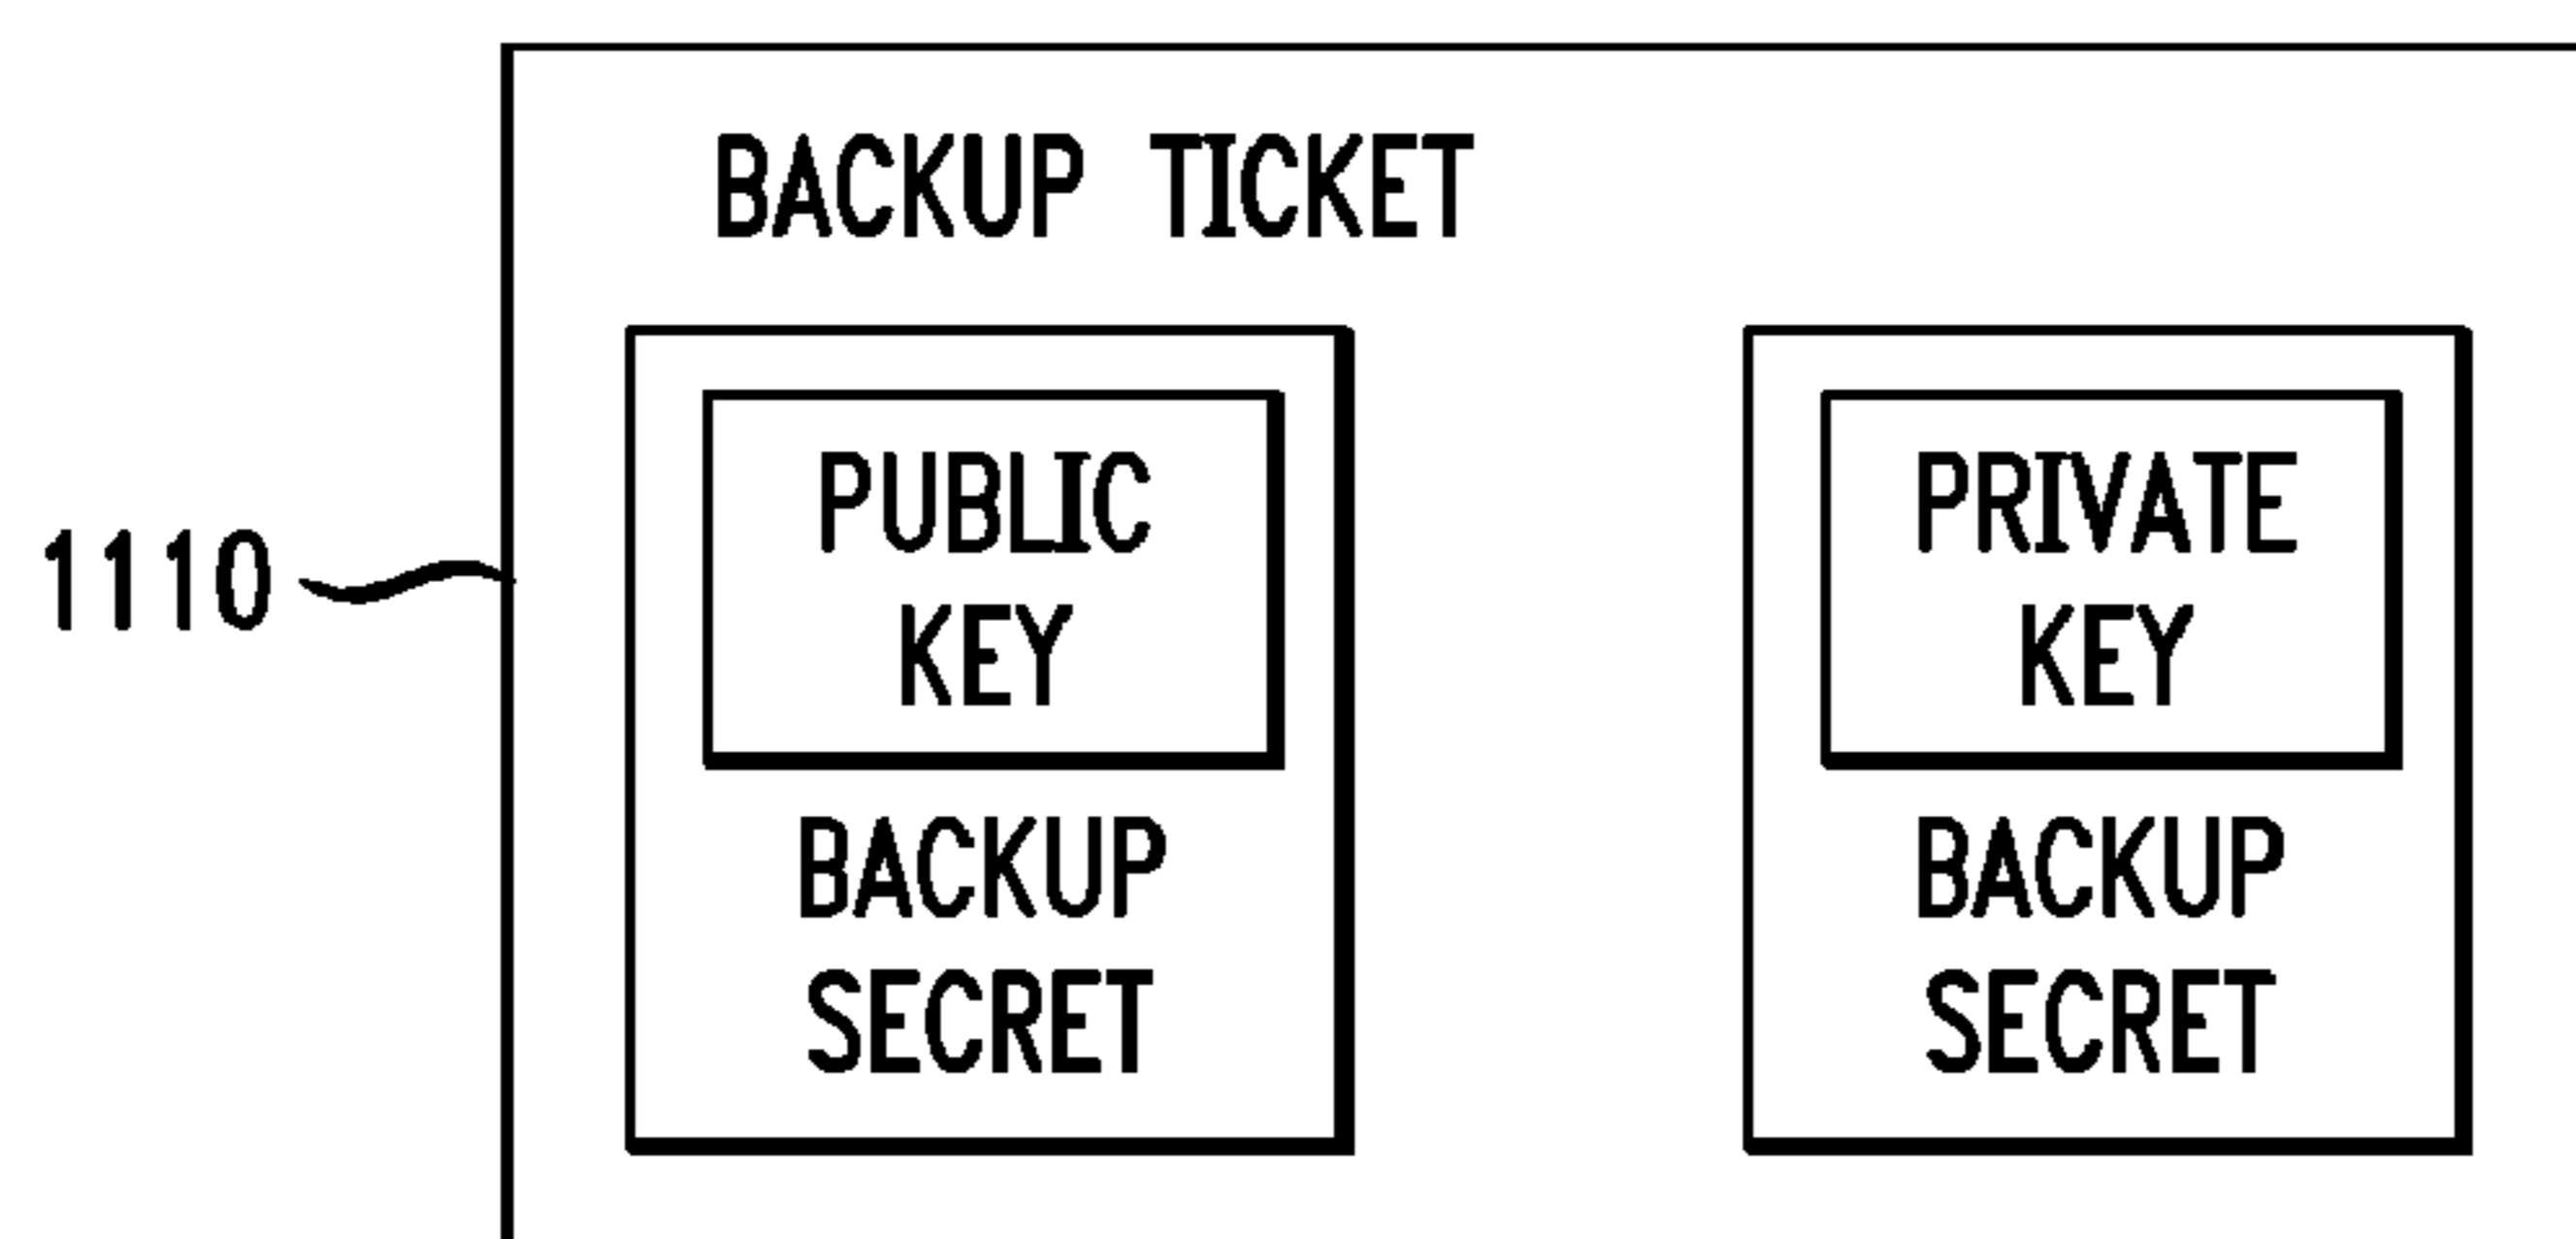 BACKUP TICKET
1110
PUBLIC
KEY
BACKUP
SECRET
PRIVATE
KEY
BACKUP
SECRET